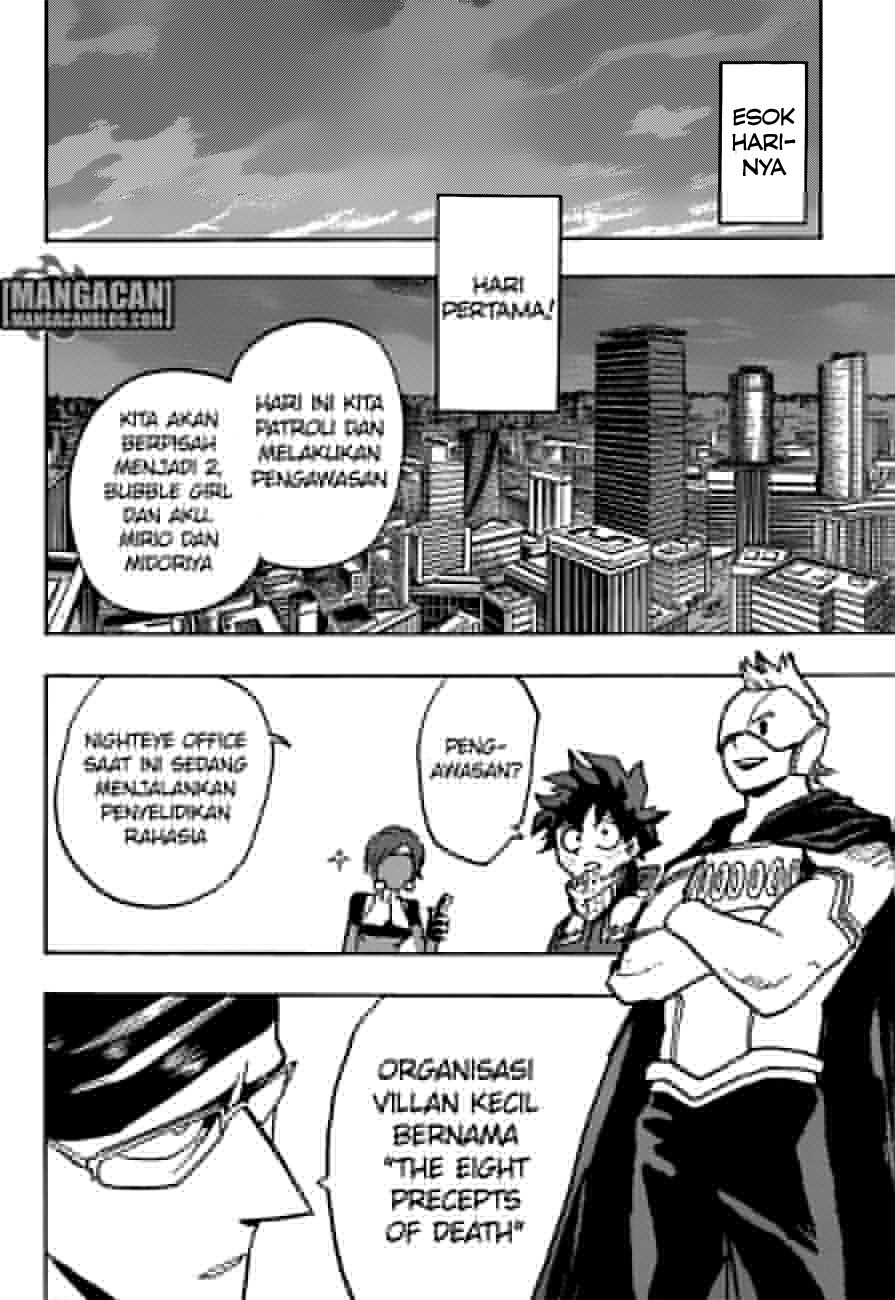 ESOK
HARI-
NYA
HARI
PERTAMA!
MANGACAN
MANGACANBLOG.COM
HARI INI KITA
PATROLI DAN
MELAKUKAN
PENGAWASAN
KITA AKAN
BERPISAH
MENJADI 2,
BUBBLE GIRL
DAN AKU.
MIRIO DAN
MIDORIYA
PENG-
AWASAN?
NIGHTEYE OFFICE
SAAT INI SEDANG
MENJALANKAN
PENYELIDIKAN
RAHASIA
ORGANISASI
VILLAN KECIL
BERNAMA
"THE EIGHT
PRECEPTS
OF DEATH"